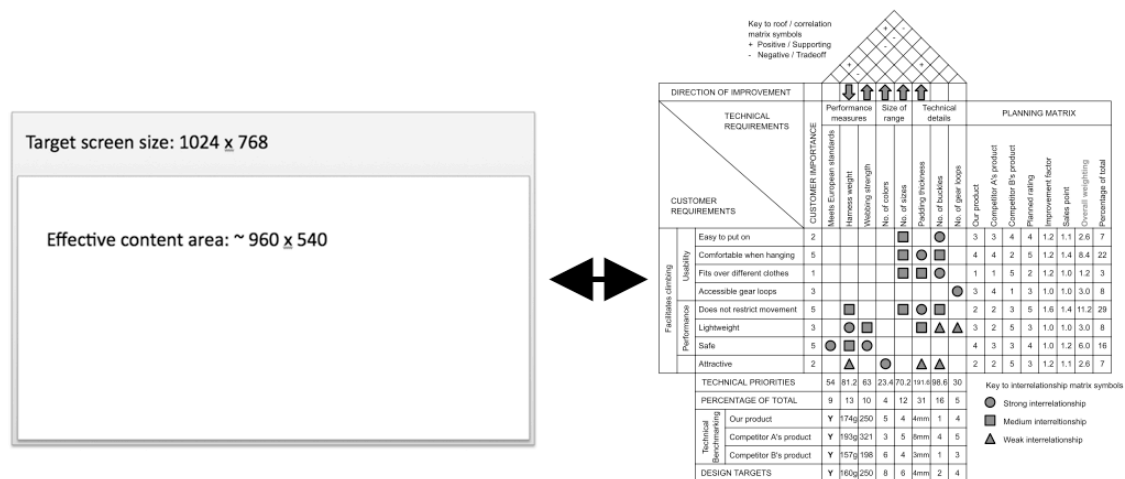 Target screen size: 1024 x 768
Effective content area: ~ 960 x 540
Key to roof / correlation
matrix symbols
+ Positive / Supporting
- Negative / Tradeoff
DIRECTION OF IMPROVEMENT
TECHNICAL
REQUIREMENTS
CUSTOMER
REQUIREMENTS
CUSTOMER IMPORTANCE
Performance
measures
Size of
range
Technical
details
PLANNING MATRIX
Meets European standards
Harness weight
Webbing strength
No. of colors
No. of sizes
Padding thickness
No. of buckles
No. of gear loops
Our product
Competitor A's product
Competitor B's product
Planned rating
Improvement factor
Sales point
Overall weighting
Percentage of total
Facilitates climbing
Usability
Performance
Easy to put on 2 3 3 4 4 1.2 1.1 2.6 7
Comfortable when hanging 5 4 4 2 5 1.2 1.4 8.4 22
Fits over different clothes 1 1 1 5 2 1.2 1.0 1.2 3
Accessible gear loops 3 3 4 1 3 1.0 1.0 3.0 8
Does not restrict movement 5 2 2 3 5 1.6 1.4 11.2 29
Lightweight 3 3 2 5 3 1.0 1.0 3.0 8
Safe 5 4 3 3 4 1.0 1.2 6.0 16
Attractive 2 2 2 5 3 1.2 1.1 2.6 7
TECHNICAL PRIORITIES 54 81.2 63 23.4 70.2 191.6 98.6 30
PERCENTAGE OF TOTAL 9 13 10 4 12 31 16 5
Technical
Benchmarking
Our product Y 174g 250 5 4 4mm 1 4
Competitor A's product Y 193g 321 3 5 8mm 4 5
Competitor B's product Y 157g 198 6 4 3mm 1 3
DESIGN TARGETS Y 160g 250 8 6 4mm 2 4
Key to interrelationship matrix symbols
Strong interrelationship
Medium interreltionship
Weak interrelationship